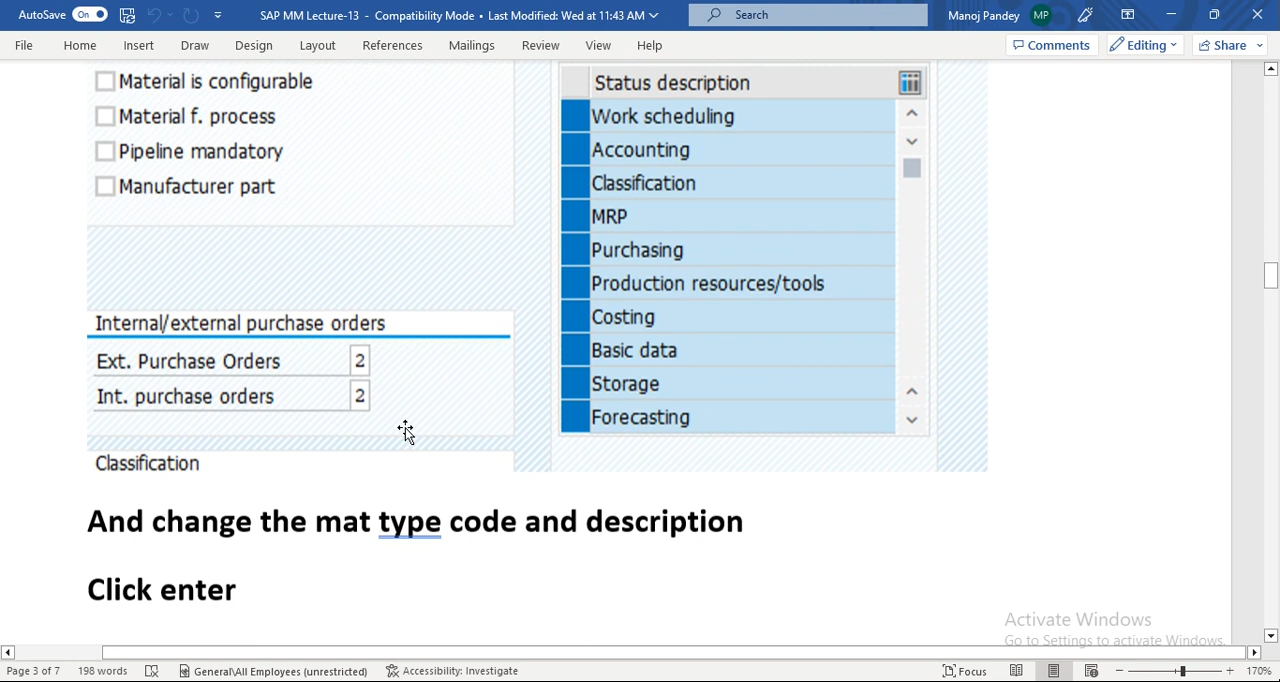 AutoSave On SAP MM Lecture-13 - Compatibility Mode • Last Modified: Wed at 11:43 AM Search Manoj Pandey MP
File Home Insert Draw Design Layout References Mailings Review View Help Comments Editing Share
Material is configurable
Material f. process
Pipeline mandatory
Manufacturer part
Internal/external purchase orders
Ext. Purchase Orders 2
Int. purchase orders 2
Classification
Status description
Work scheduling
Accounting
Classification
MRP
Purchasing
Production resources/tools
Costing
Basic data
Storage
Forecasting
And change the mat type code and description
Click enter
Activate Windows
Go to Settings to activate Windows.
Page 3 of 7 198 words General\All Employees (unrestricted) Accessibility: Investigate Focus 170%